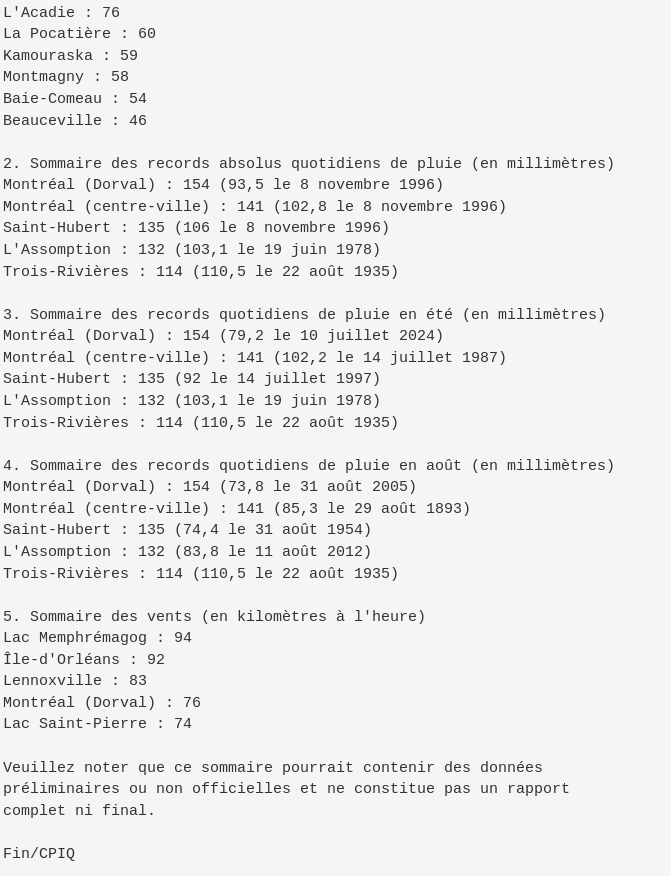 L'Acadie : 76
La Pocatière : 60
Kamouraska : 59
Montmagny : 58
Baie-Comeau : 54
Beauceville : 46
2. Sommaire des records absolus quotidiens de pluie (en millimètres)
Montréal (Dorval) : 154 (93,5 le 8 novembre 1996)
Montréal (centre-ville) : 141 (102,8 le 8 novembre 1996)
Saint-Hubert : 135 (106 le 8 novembre 1996)
L'Assomption : 132 (103,1 le 19 juin 1978)
Trois-Rivières : 114 (110,5 le 22 août 1935)
3. Sommaire des records quotidiens de pluie en été (en millimètres)
Montréal (Dorval) : 154 (79,2 le 10 juillet 2024)
Montréal (centre-ville) : 141 (102,2 le 14 juillet 1987)
Saint-Hubert : 135 (92 le 14 juillet 1997)
L'Assomption : 132 (103,1 le 19 juin 1978)
Trois-Rivières : 114 (110,5 le 22 août 1935)
4. Sommaire des records quotidiens de pluie en août (en millimètres)
Montréal (Dorval) : 154 (73,8 le 31 août 2005)
Montréal (centre-ville) : 141 (85,3 le 29 août 1893)
Saint-Hubert : 135 (74,4 le 31 août 1954)
L'Assomption : 132 (83,8 le 11 août 2012)
Trois-Rivières : 114 (110,5 le 22 août 1935)
5. Sommaire des vents (en kilomètres à l'heure)
Lac Memphrémagog : 94
Île-d'Orléans : 92
Lennoxville : 83
Montréal (Dorval) : 76
Lac Saint-Pierre : 74
Veuillez noter que ce sommaire pourrait contenir des données
préliminaires ou non officielles et ne constitue pas un rapport
complet ni final.
Fin/CPIQ